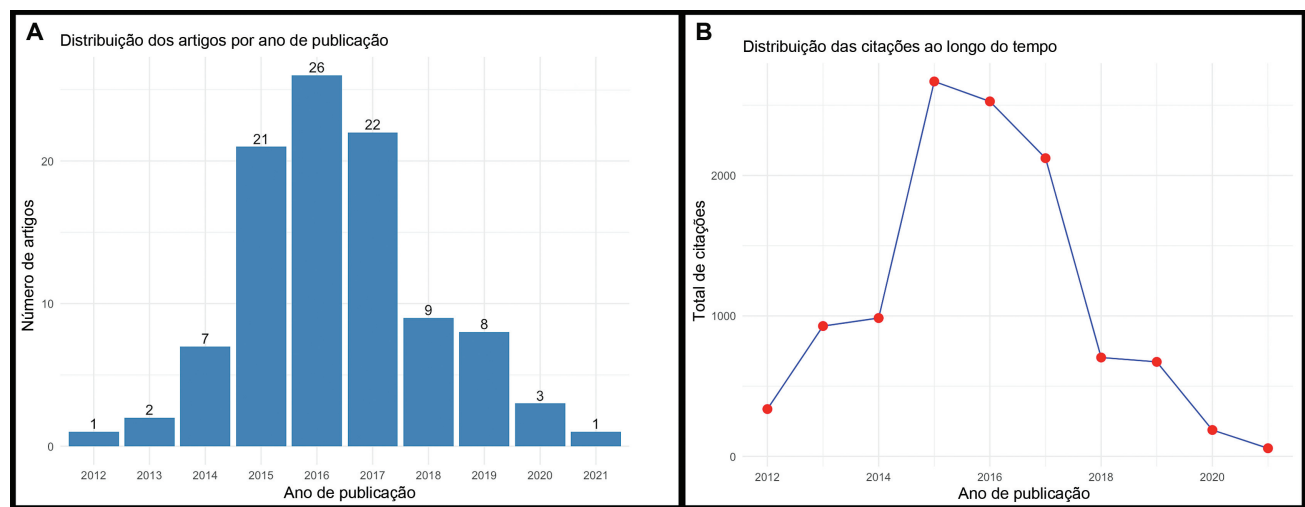 A
Distribuição dos artigos por ano de publicação
Número de artigos
20
10
0
1
2
7
21
26
22
9
8
3
1
2012 2013 2014 2015 2016 2017 2018 2019 2020 2021
Ano de publicação
B
Distribuição das citações ao longo do tempo
Total de citações
2000
1000
0
2012 2014 2016 2018 2020
Ano de publicação